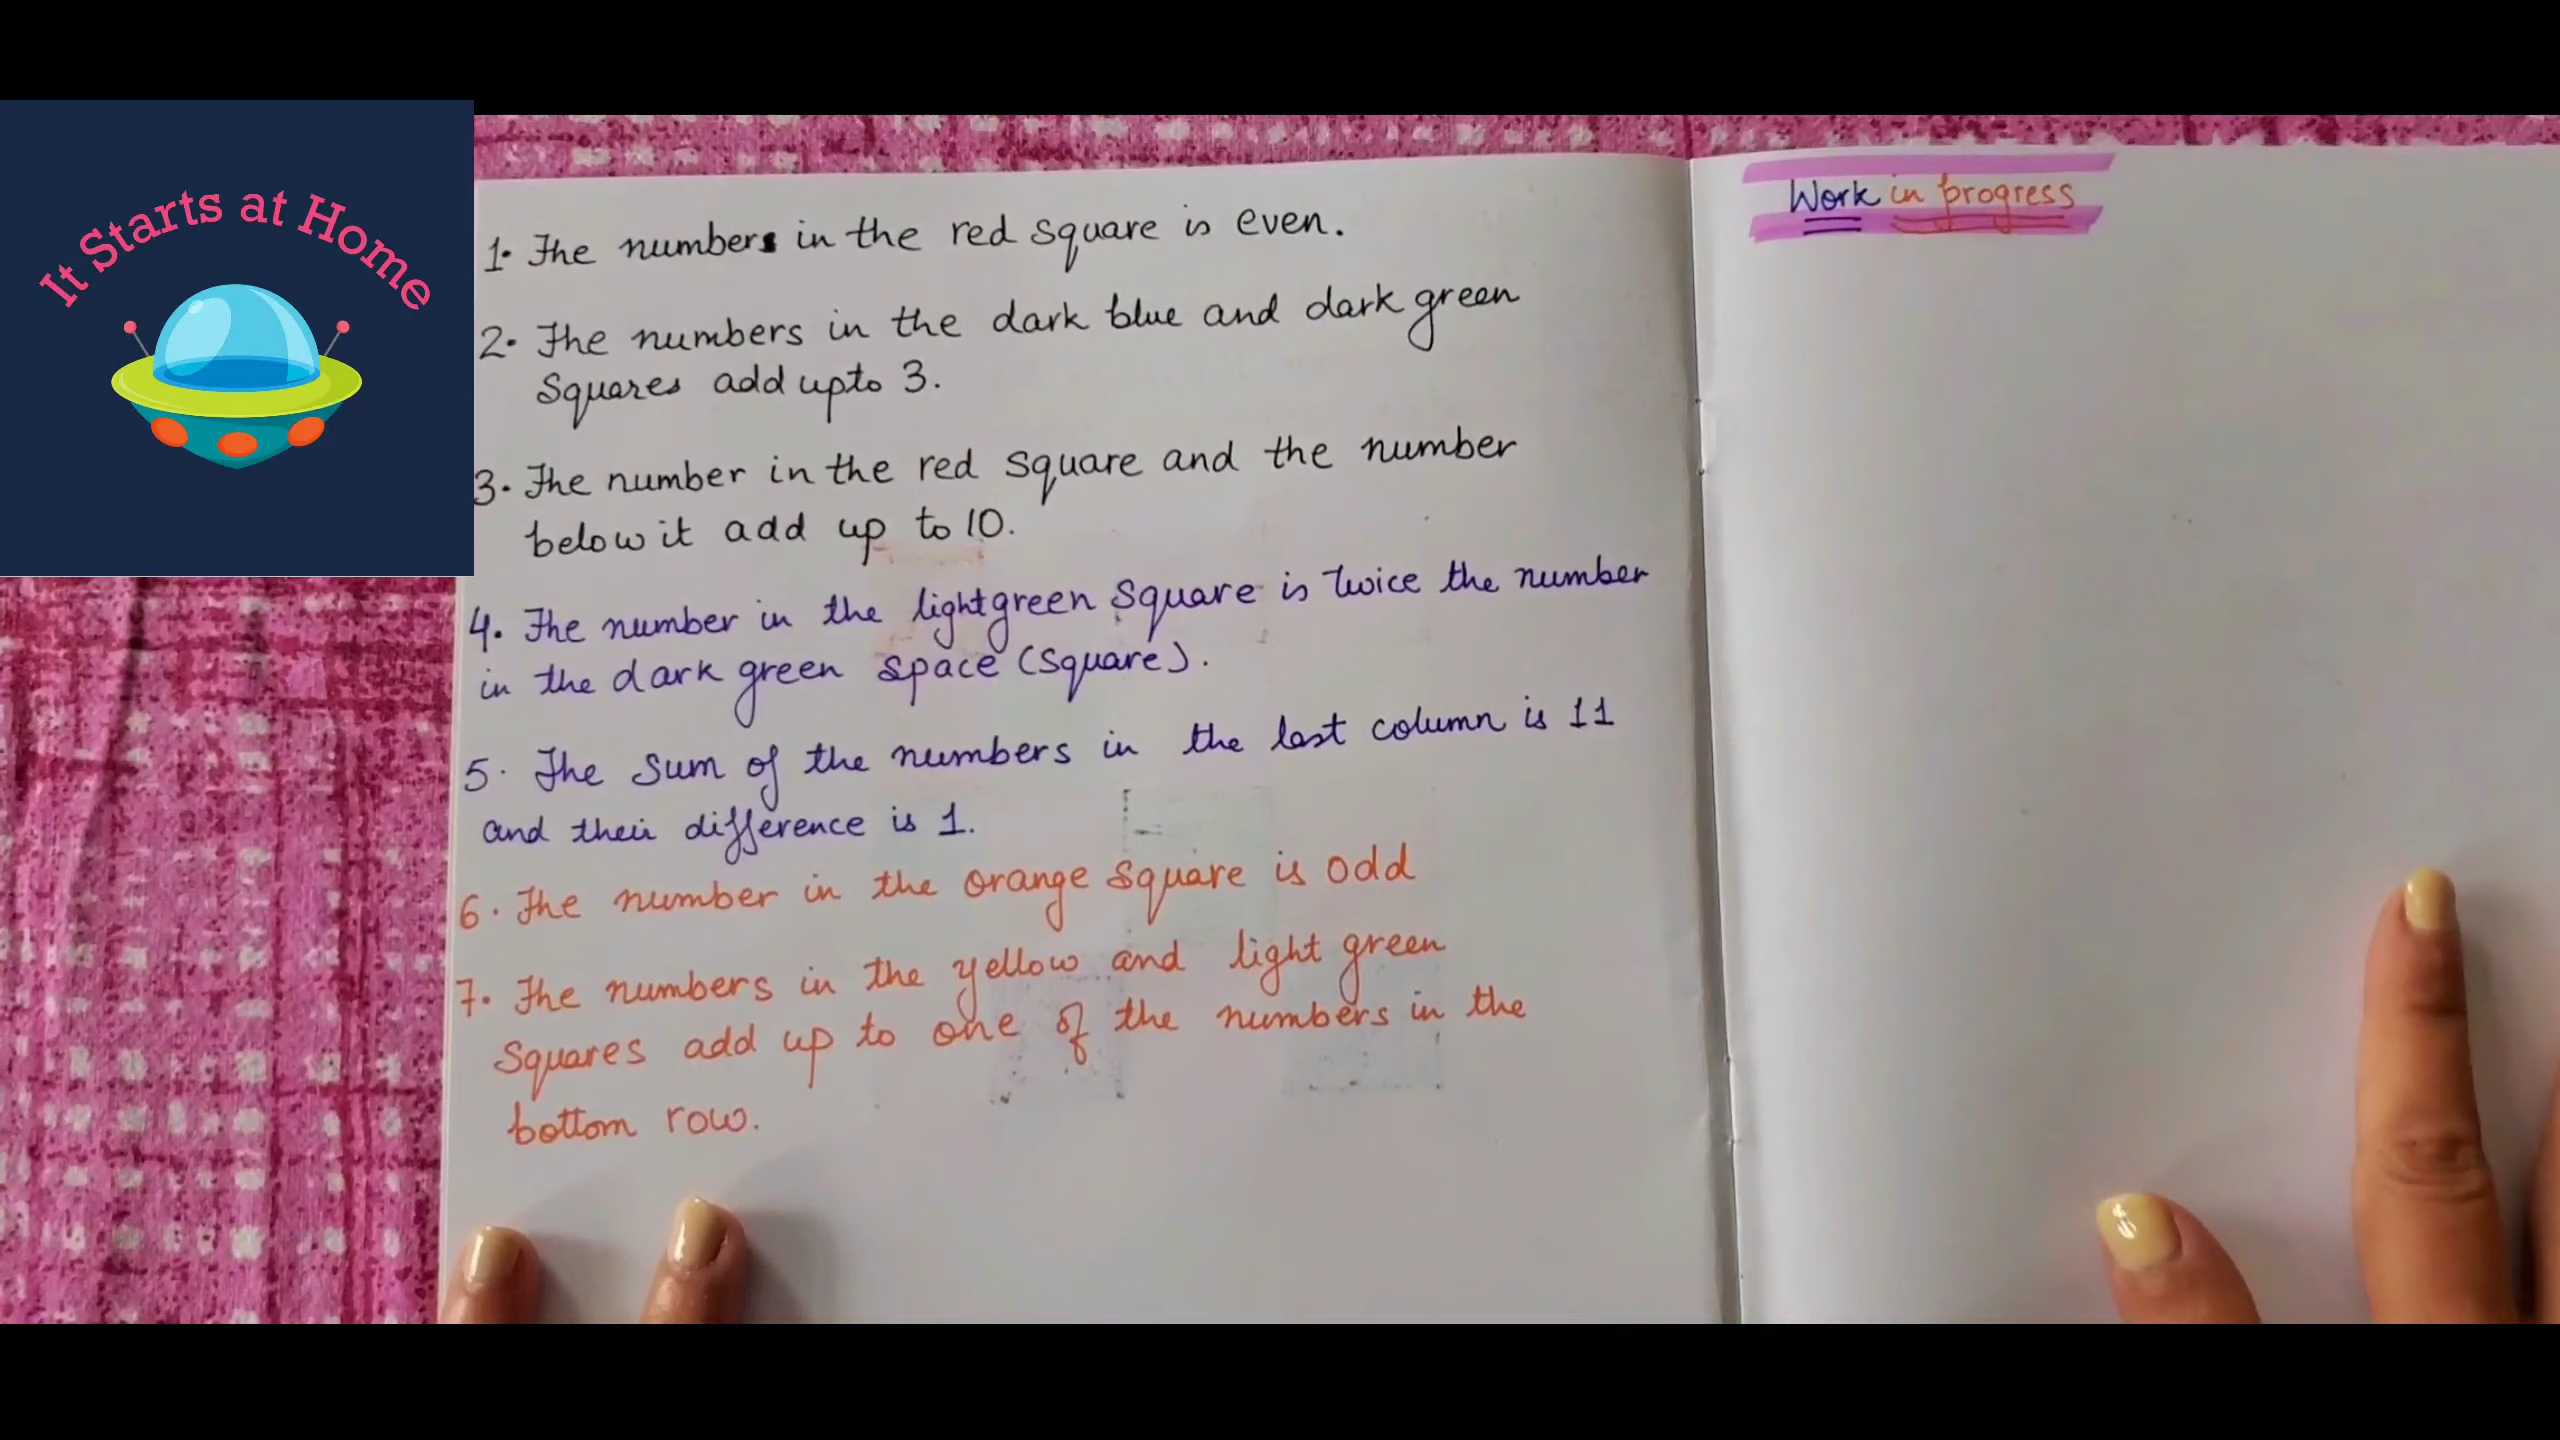 It Starts at Home
1. The numbers in the red square is even.
2. The numbers in the dark blue and dark green
squares add upto 3.
3. The number in the red square and the number
below it add up to 10.
4. The number in the lightgreen square is twice the number
in the dark green space (square).
5. The sum of the numbers in the last column is 11
and their difference is 1.
6. The number in the orange square is odd
7. The numbers in the yellow and light green
squares add up to one of the numbers in the
bottom row.
Work in progress